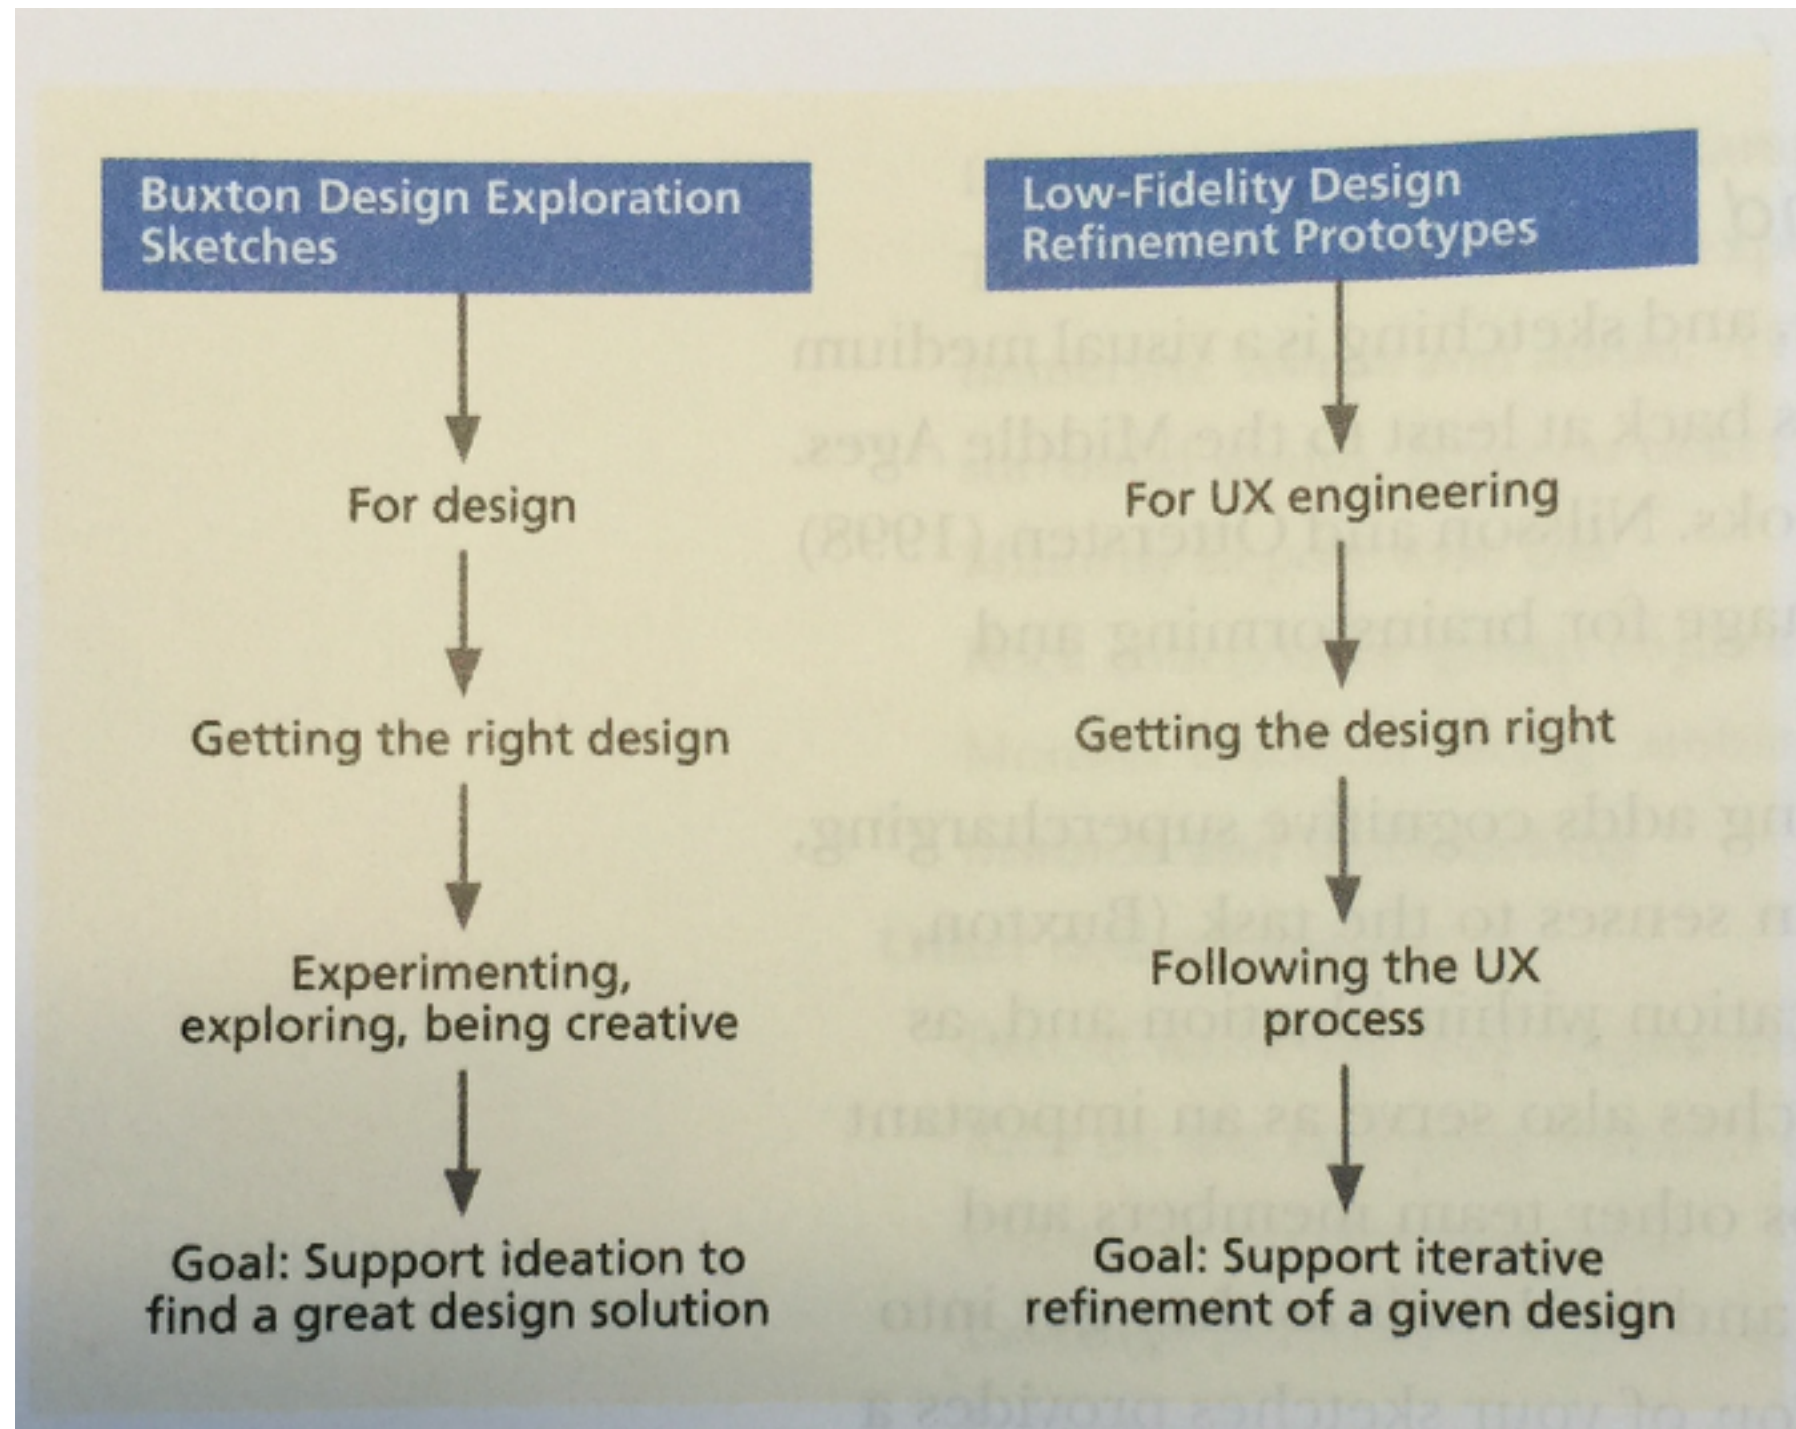 Buxton Design Exploration
Sketches
For design
Getting the right design
Experimenting,
exploring, being creative
Goal: Support ideation to
find a great design solution
Low-Fidelity Design
Refinement Prototypes
For UX engineering
Getting the design right
Following the UX
process
Goal: Support iterative
refinement of a given design